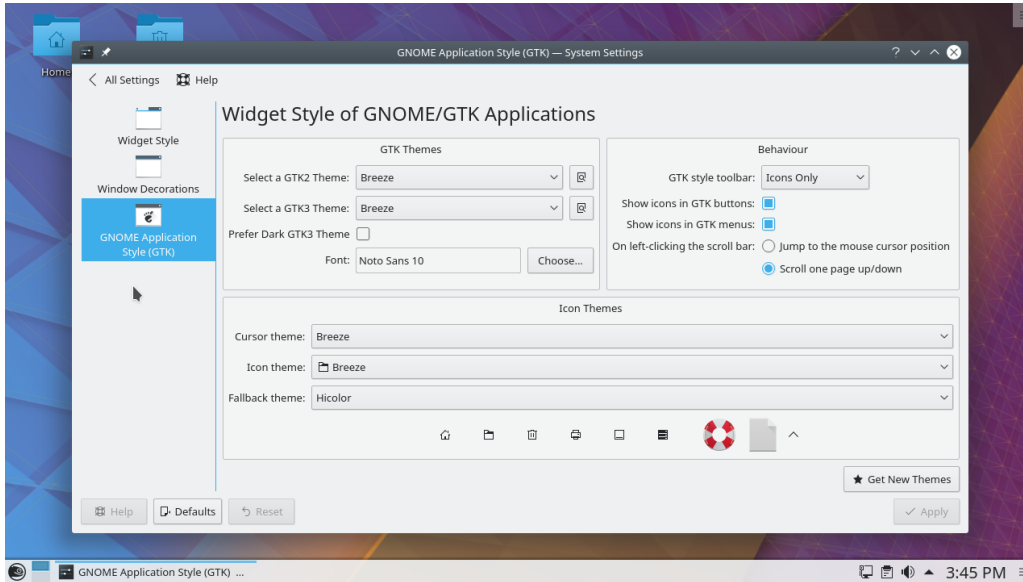 Home
GNOME Application Style (GTK) — System Settings
All Settings
Help
Widget Style
Window Decorations
GNOME Application
Style (GTK)
Widget Style of GNOME/GTK Applications
GTK Themes
Select a GTK2 Theme: Breeze
Select a GTK3 Theme: Breeze
Prefer Dark GTK3 Theme
Font: Noto Sans 10 Choose...
Behaviour
GTK style toolbar: Icons Only
Show icons in GTK buttons:
Show icons in GTK menus:
On left-clicking the scroll bar: Jump to the mouse cursor position
Scroll one page up/down
Icon Themes
Cursor theme: Breeze
Icon theme: Breeze
Fallback theme: Hicolor
Get New Themes
Help Defaults Reset Apply
GNOME Application Style (GTK) ...
3:45 PM